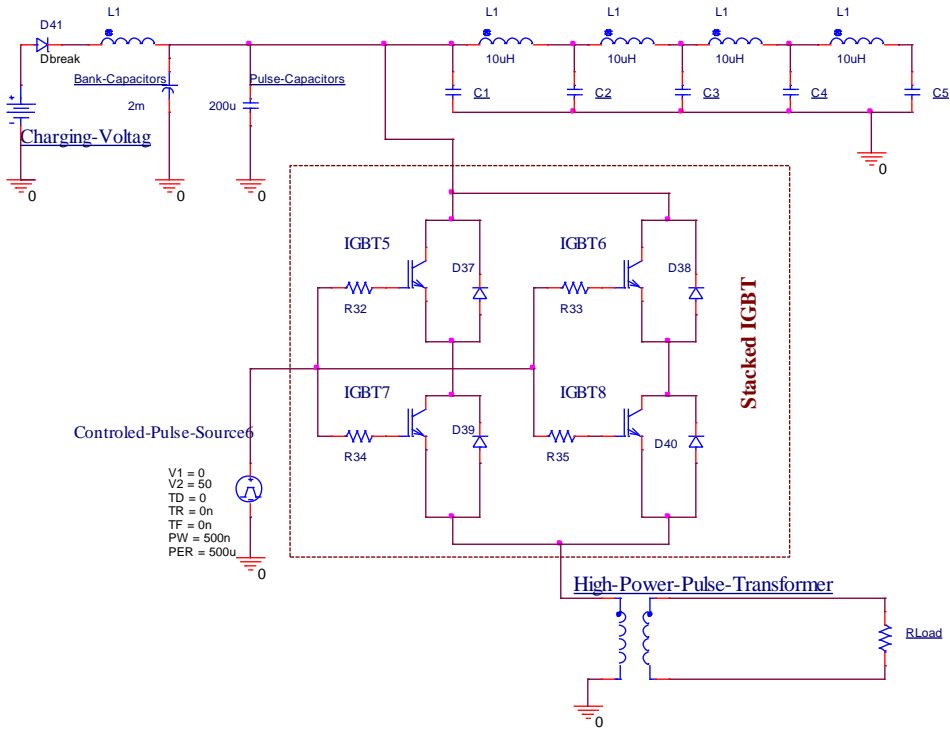 D41
Dbreak
L1
Bank-Capacitors
2m
Pulse-Capacitors
200u
Charging-Voltag
0
0
0
L1
L1
L1
L1
10uH
10uH
10uH
10uH
C1
C2
C3
C4
C5
0
IGBT5
IGBT6
D37
D38
R32
R33
IGBT7
IGBT8
D39
D40
R34
R35
Stacked IGBT
Controled-Pulse-Source6
V1 = 0
V2 = 50
TD = 0
TR = 0n
TF = 0n
PW = 500n
PER = 500u
0
High-Power-Pulse-Transformer
RLoad
0